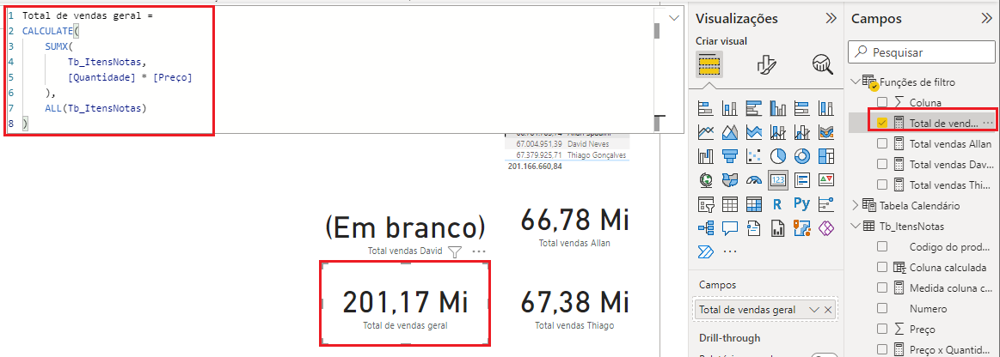 1 Total de vendas geral =
2 CALCULATE(
3 SUMX(
4 Tb_ItensNotas,
5 [Quantidade] * [Preço]
6 ),
7 ALL(Tb_ItensNotas)
8 )
67.004.951,39 David Neves
67.379.925,71 Thiago Gonçalves
201.166.660,84
(Em branco)
Total vendas David
66,78 Mi
Total vendas Allan
201,17 Mi
Total de vendas geral
67,38 Mi
Total vendas Thiago
Visualizações
Criar visual
123
R
Py
Campos
Total de vendas geral
Drill-through
Campos
Pesquisar
Funções de filtro
Coluna
Total de vend...
Total vendas Allan
Total vendas Dav...
Total vendas Thi...
Tabela Calendário
Tb_ItensNotas
Codigo do prod...
Coluna calculada
Medida coluna c...
Numero
Preço
Preço x Quantid...